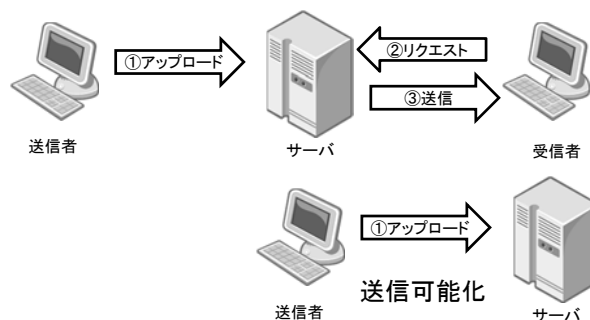 ①アップロード
②リクエスト
③送信
送信者
サーバ
受信者
①アップロード
送信可能化
送信者
サーバ